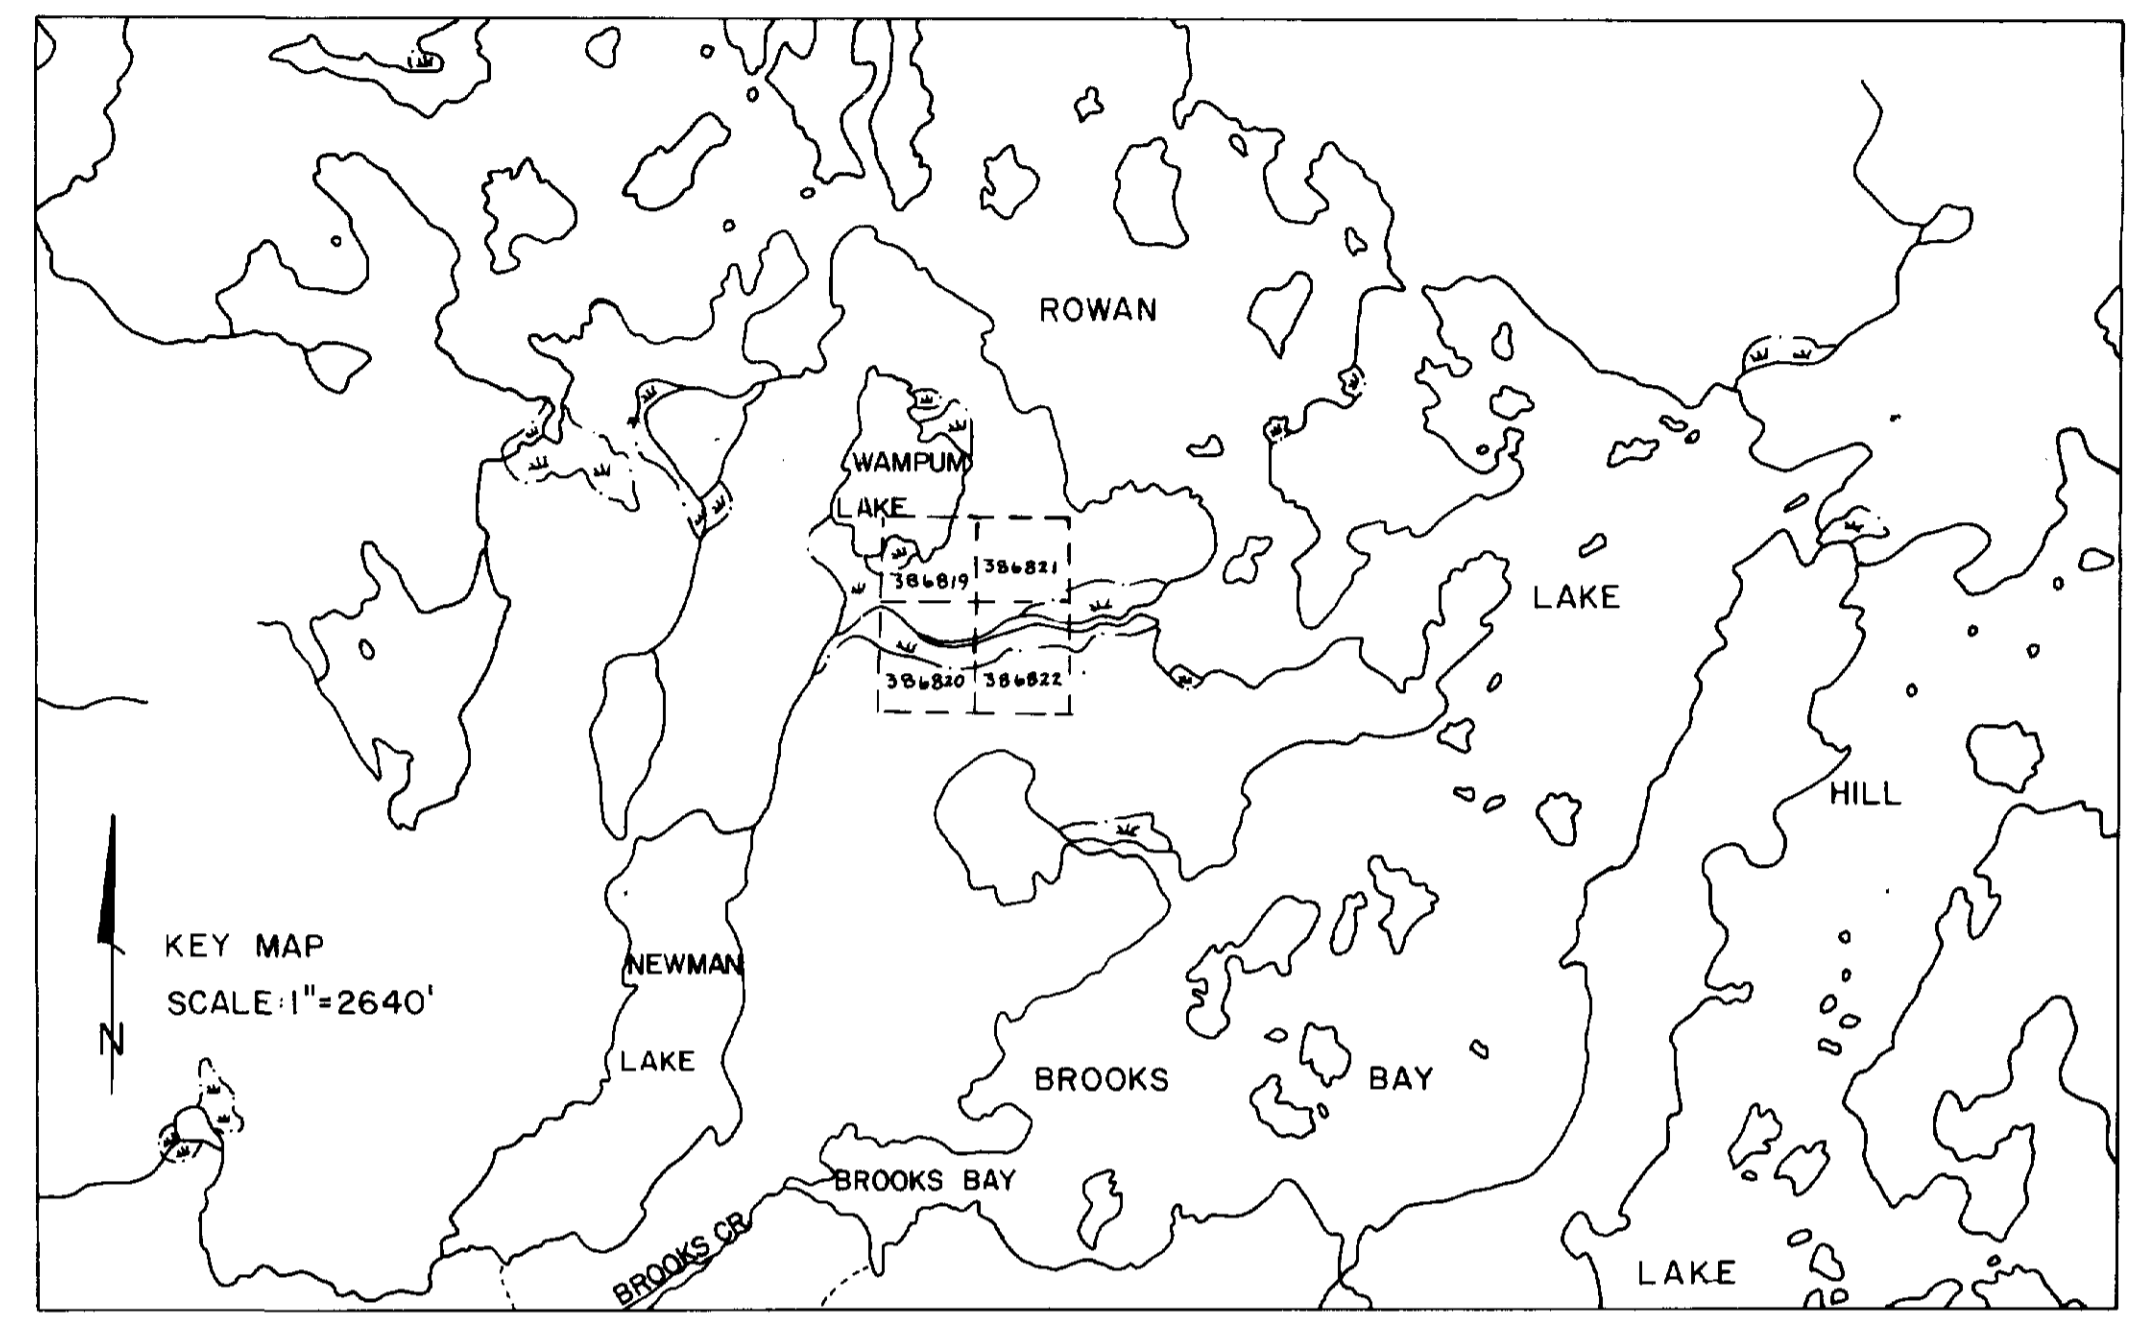 ROWAN
WAMPUM
LAKE
386819
386821
LAKE
386820
386822
HILL
KEY MAP
SCALE:1"=2640'
NEWMAN
N
LAKE
BROOKS
BAY
BROOKS BAY
BROOKS CR.
LAKE